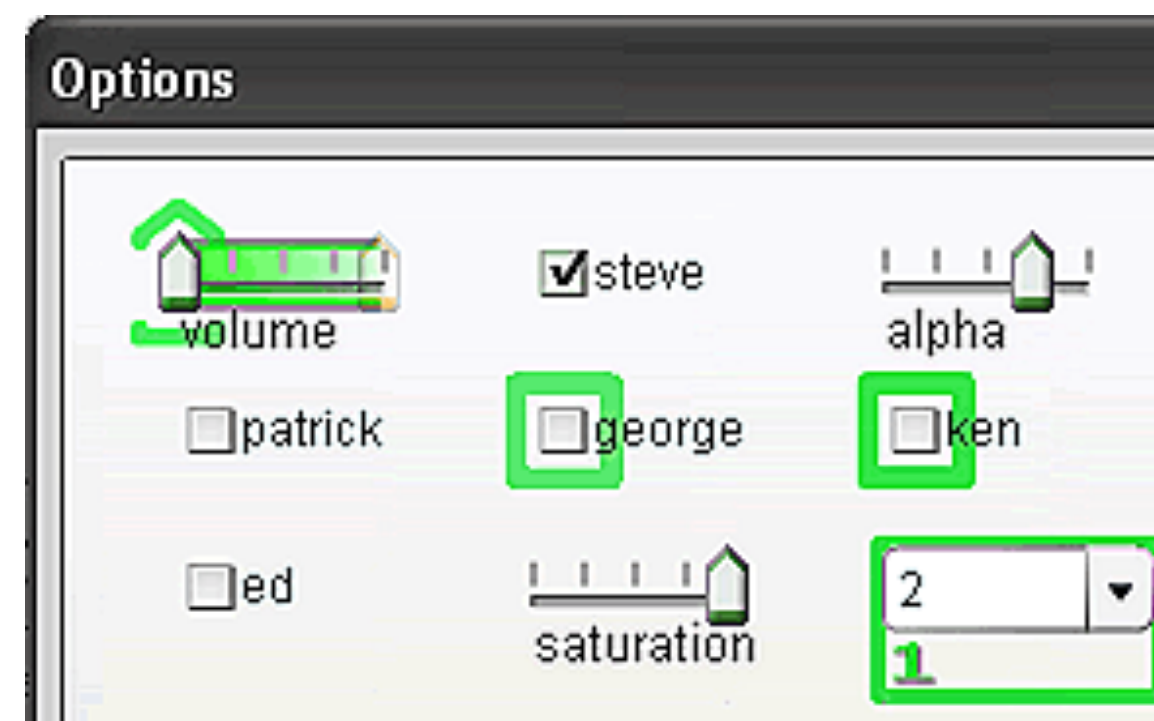 Options
steve
volume
alpha
patrick
george
ken
ed
2
saturation
1